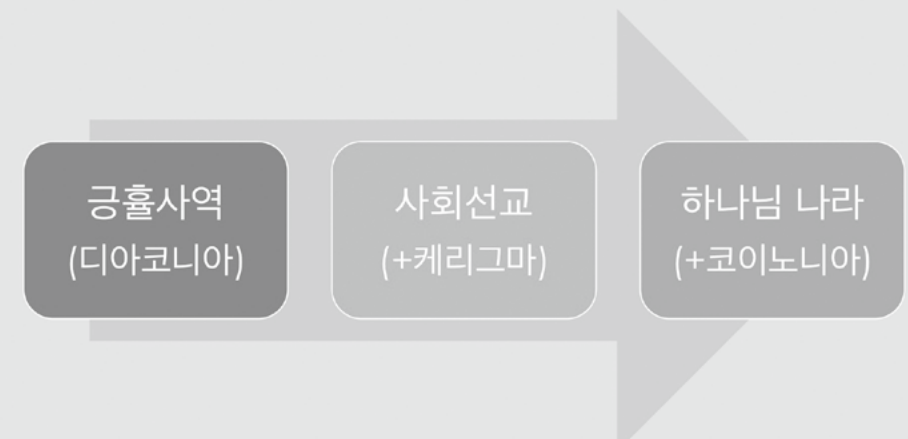 긍휼사역
(디아코니아)
사회선교
(+케리그마)
하나님 나라
(+코이노니아)